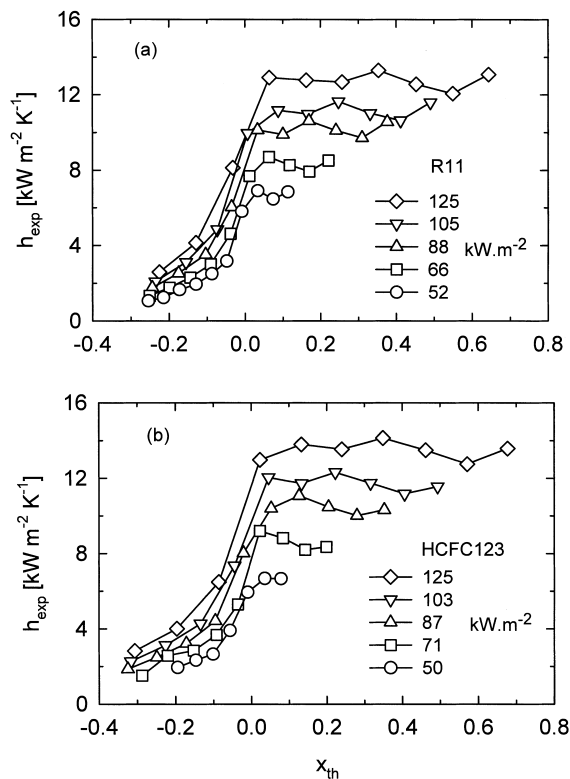 16
(a)
12
8
4
0
h_exp [kW m⁻² K⁻¹]
R11
125
105
88 kW.m⁻²
66
52
-0.4 -0.2 0.0 0.2 0.4 0.6 0.8
16
(b)
12
8
4
0
h_exp [kW m⁻² K⁻¹]
HCFC123
125
103
87 kW.m⁻²
71
50
-0.4 -0.2 0.0 0.2 0.4 0.6 0.8
x_th